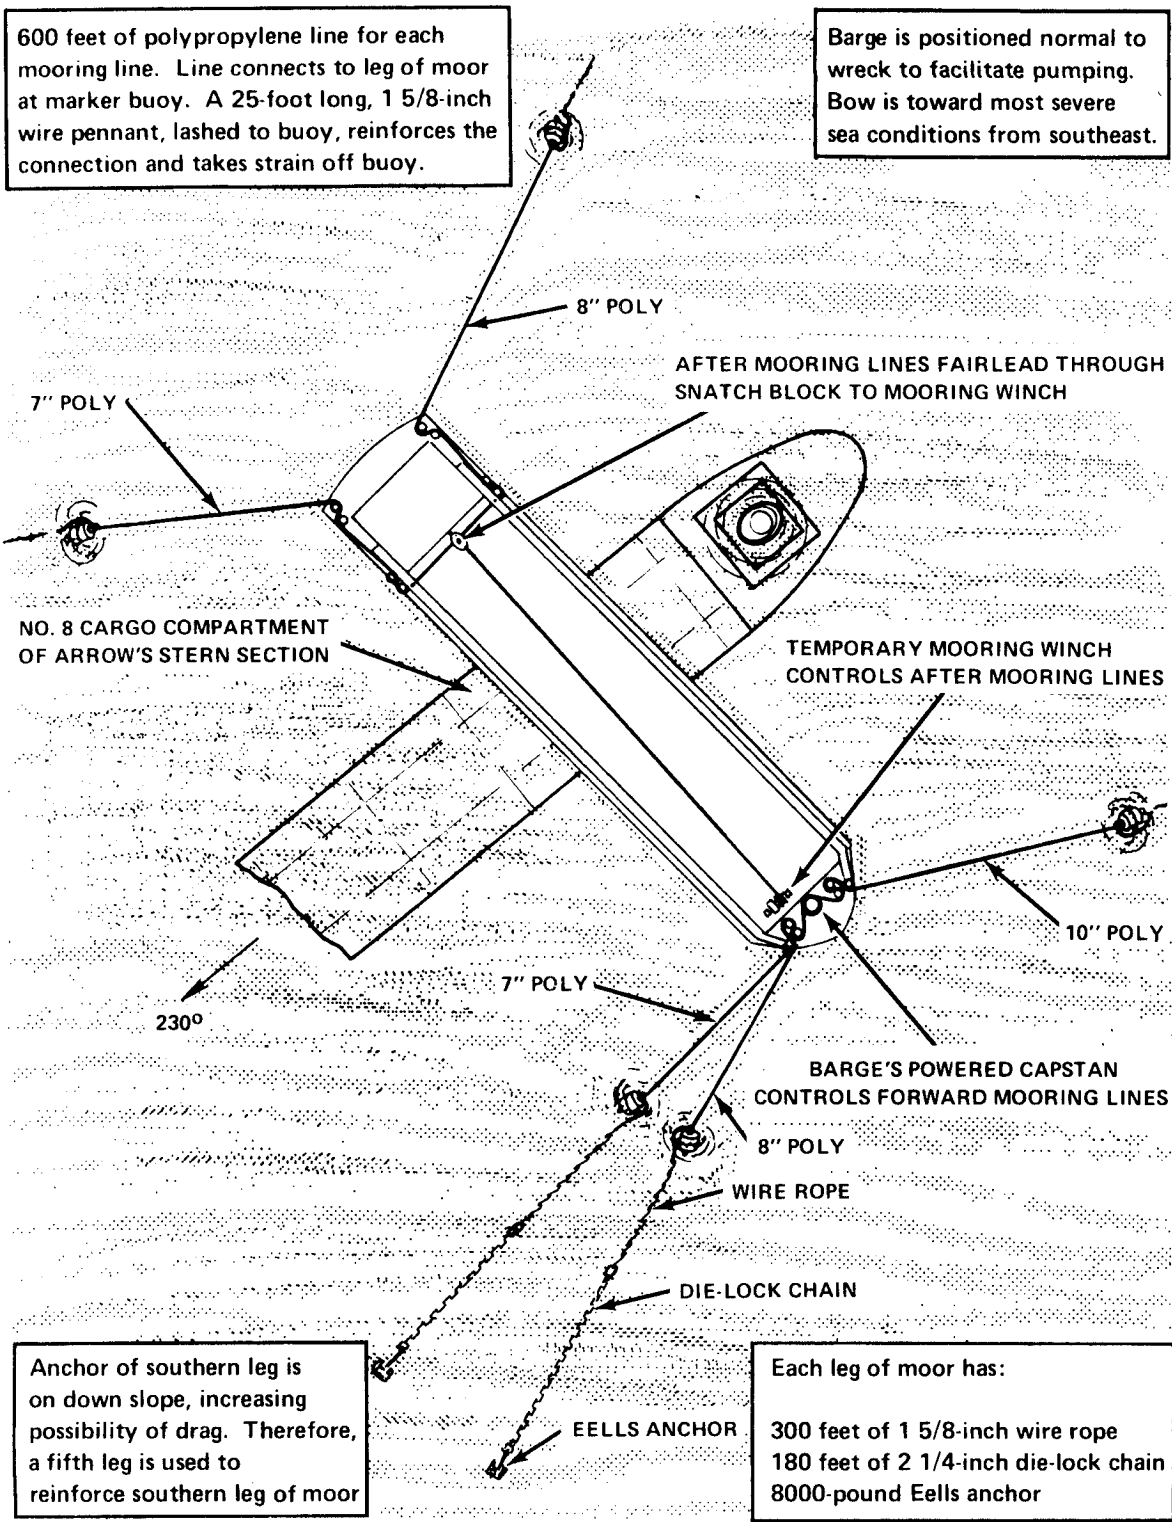 600 feet of polypropylene line for each
mooring line. Line connects to leg of moor
at marker buoy. A 25-foot long, 1 5/8-inch
wire pennant, lashed to buoy, reinforces the
connection and takes strain off buoy.
Barge is positioned normal to
wreck to facilitate pumping.
Bow is toward most severe
sea conditions from southeast.
8" POLY
AFTER MOORING LINES FAIRLEAD THROUGH
SNATCH BLOCK TO MOORING WINCH
7" POLY
NO. 8 CARGO COMPARTMENT
OF ARROW'S STERN SECTION
TEMPORARY MOORING WINCH
CONTROLS AFTER MOORING LINES
10" POLY
7" POLY
230º
BARGE'S POWERED CAPSTAN
CONTROLS FORWARD MOORING LINES
8" POLY
WIRE ROPE
DIE-LOCK CHAIN
Anchor of southern leg is
on down slope, increasing
possibility of drag. Therefore,
a fifth leg is used to
reinforce southern leg of moor
EELLS ANCHOR
Each leg of moor has:
300 feet of 1 5/8-inch wire rope
180 feet of 2 1/4-inch die-lock chain
8000-pound Eells anchor